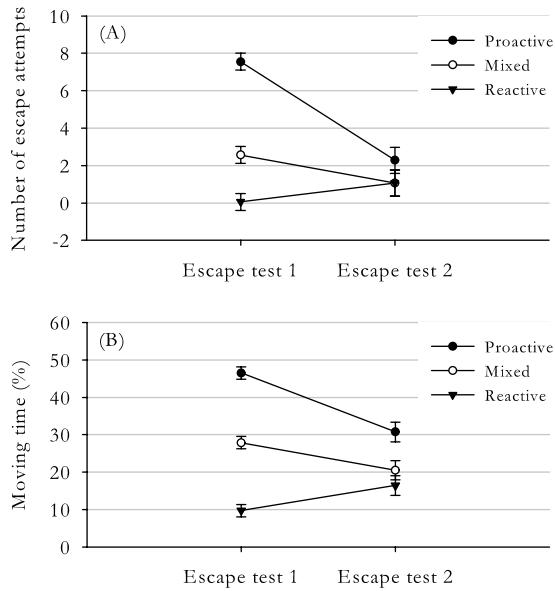 Number of escape attempts
10
8
6
4
2
0
-2
(A)
Proactive
Mixed
Reactive
Escape test 1
Escape test 2
Moving time (%)
60
50
40
30
20
10
0
(B)
Proactive
Mixed
Reactive
Escape test 1
Escape test 2